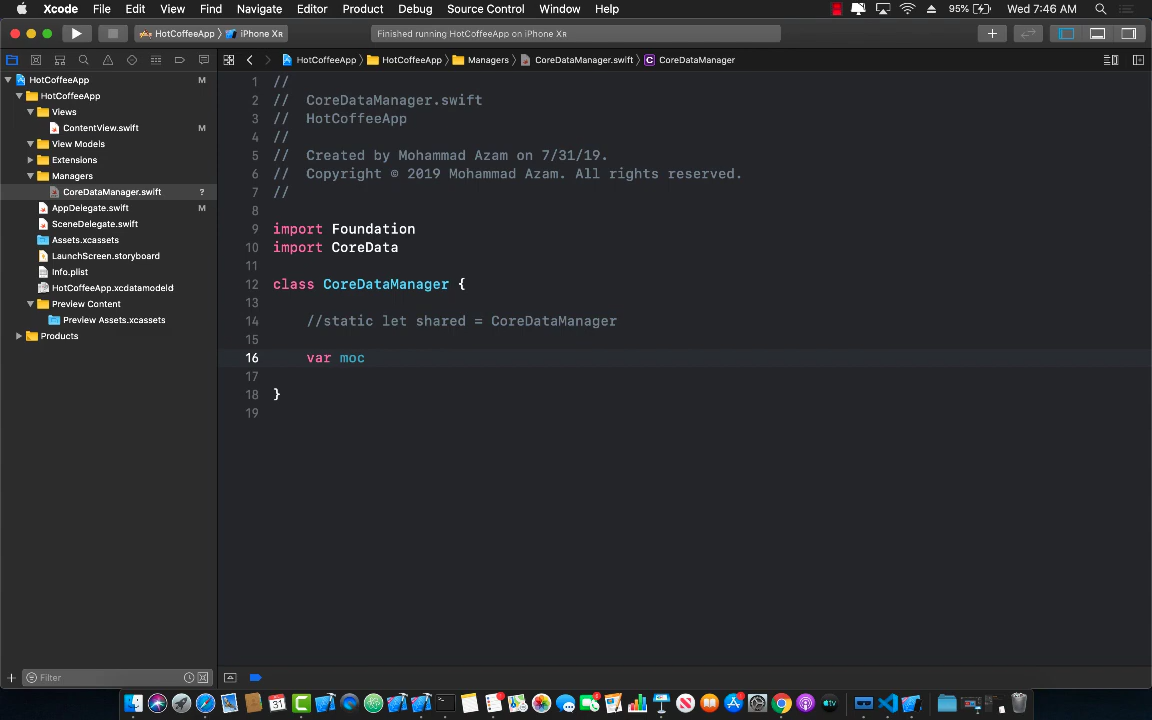 Xcode File Edit View Find Navigate Editor Product Debug Source Control Window Help 95% Wed 7:46 AM
HotCoffeeApp iPhone XR Finished running HotCoffeeApp on iPhone XR
HotCoffeeApp HotCoffeeApp Managers CoreDataManager.swift CoreDataManager
HotCoffeeApp M
HotCoffeeApp
Views
ContentView.swift M
View Models
Extensions
Managers
CoreDataManager.swift ?
AppDelegate.swift M
SceneDelegate.swift
Assets.xcassets
LaunchScreen.storyboard
Info.plist
HotCoffeeApp.xcdatamodeld
Preview Content
Preview Assets.xcassets
Products
1 //
2 // CoreDataManager.swift
3 // HotCoffeeApp
4 //
5 // Created by Mohammad Azam on 7/31/19.
6 // Copyright © 2019 Mohammad Azam. All rights reserved.
7 //
8
9 import Foundation
10 import CoreData
11
12 class CoreDataManager {
13
14 //static let shared = CoreDataManager
15
16 var moc
17
18 }
19
Filter